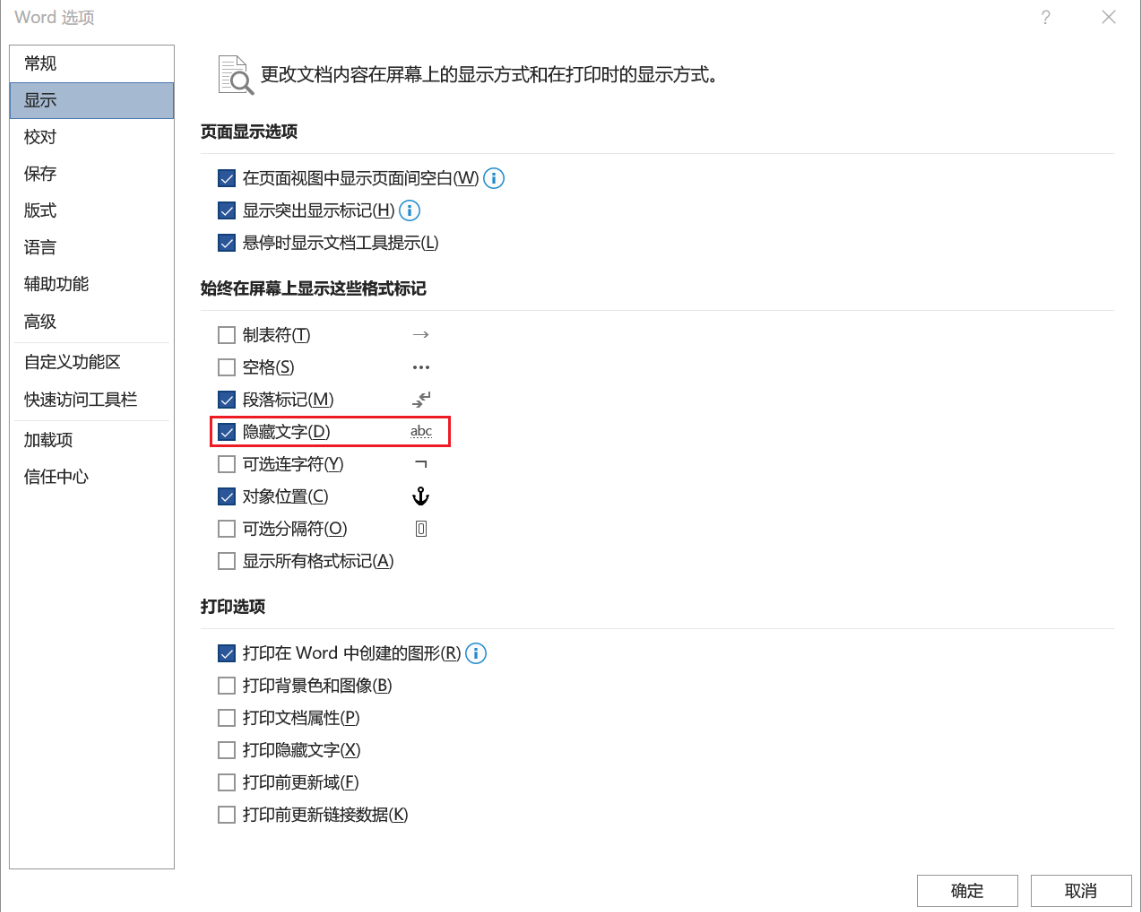 Word 选项
常规
显示
校对
保存
版式
语言
辅助功能
高级
自定义功能区
快速访问工具栏
加载项
信任中心
更改文档内容在屏幕上的显示方式和在打印时的显示方式。
页面显示选项
在页面视图中显示页面间空白(W)
显示突出显示标记(H)
悬停时显示文档工具提示(L)
始终在屏幕上显示这些格式标记
制表符(T) →
空格(S) •••
段落标记(M)
隐藏文字(D) abc
可选连字符(Y) ¬
对象位置(C)
可选分隔符(O)
显示所有格式标记(A)
打印选项
打印在 Word 中创建的图形(R)
打印背景色和图像(B)
打印文档属性(P)
打印隐藏文字(X)
打印前更新域(F)
打印前更新链接数据(K)
确定 取消